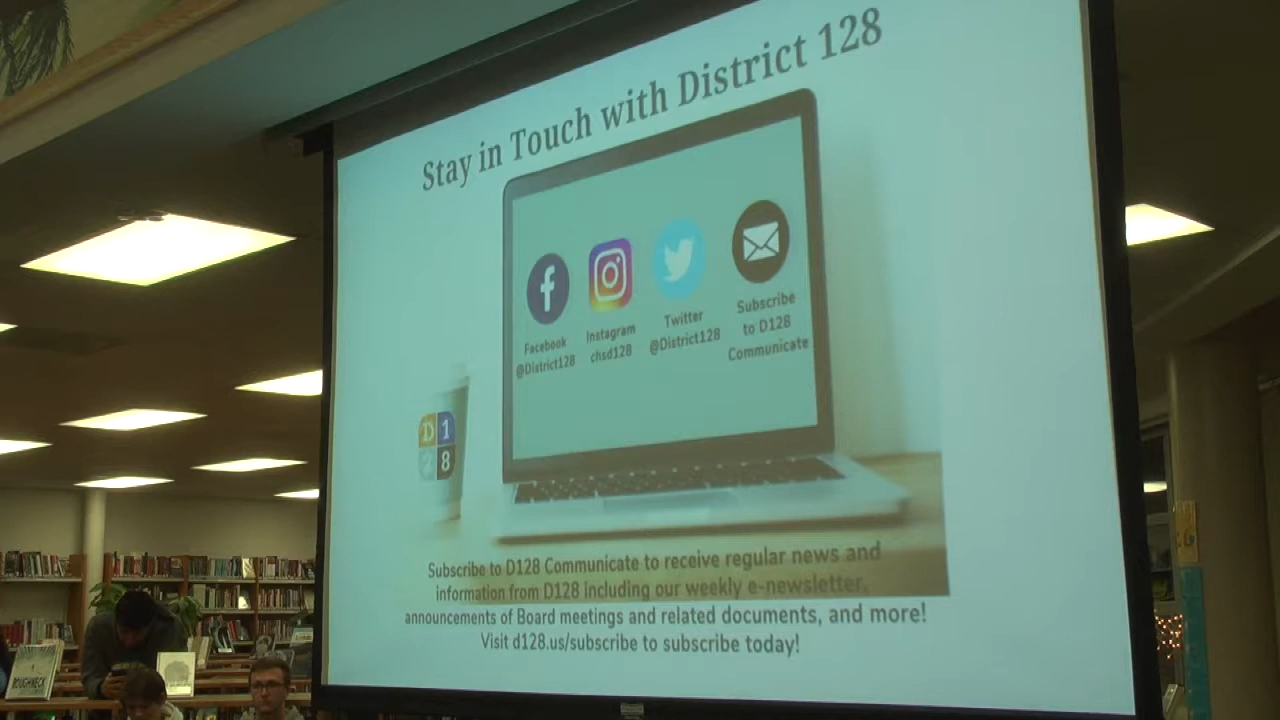 Stay in Touch with District 128
Facebook
@District128
Instagram
chsd128
Twitter
@District128
Subscribe
to D128
Communicate
D1
28
Subscribe to D128 Communicate to receive regular news and
information from D128 including our weekly e-newsletter,
announcements of Board meetings and related documents, and more!
Visit d128.us/subscribe to subscribe today!
ROUGHNECK